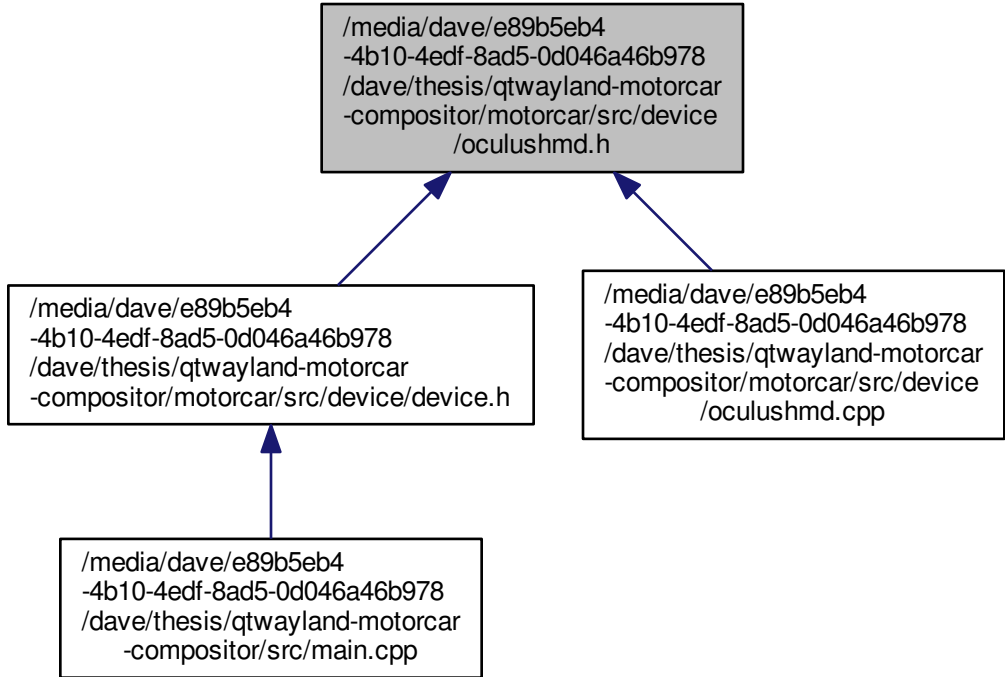 /media/dave/e89b5eb4
-4b10-4edf-8ad5-0d046a46b978
/dave/thesis/qtwayland-motorcar
-compositor/motorcar/src/device
/oculushmd.h
/media/dave/e89b5eb4
-4b10-4edf-8ad5-0d046a46b978
/dave/thesis/qtwayland-motorcar
-compositor/motorcar/src/device/device.h
/media/dave/e89b5eb4
-4b10-4edf-8ad5-0d046a46b978
/dave/thesis/qtwayland-motorcar
-compositor/motorcar/src/device
/oculushmd.cpp
/media/dave/e89b5eb4
-4b10-4edf-8ad5-0d046a46b978
/dave/thesis/qtwayland-motorcar
-compositor/src/main.cpp